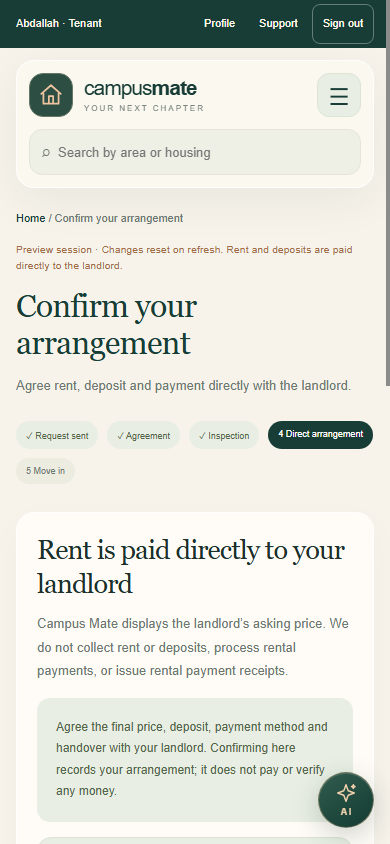 Abdallah · Tenant
Profile
Support
Sign out
campusmate
YOUR NEXT CHAPTER
Search by area or housing
Home / Confirm your arrangement
Preview session · Changes reset on refresh. Rent and deposits are paid
directly to the landlord.
Confirm your
arrangement
Agree rent, deposit and payment directly with the landlord.
✓ Request sent
✓ Agreement
✓ Inspection
4 Direct arrangement
5 Move in
Rent is paid directly to your
landlord
Campus Mate displays the landlord's asking price. We
do not collect rent or deposits, process rental
payments, or issue rental payment receipts.
Agree the final price, deposit, payment method and
handover with your landlord. Confirming here
records your arrangement; it does not pay or verify
any money.
AI